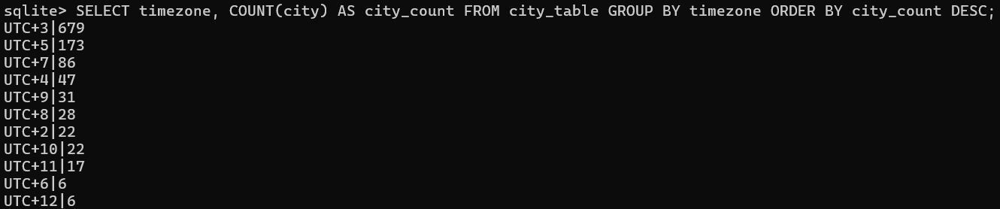 sqlite> SELECT timezone, COUNT(city) AS city_count FROM city_table GROUP BY timezone ORDER BY city_count DESC;
UTC+3|679
UTC+5|173
UTC+7|86
UTC+4|47
UTC+9|31
UTC+8|28
UTC+2|22
UTC+10|22
UTC+11|17
UTC+6|6
UTC+12|6